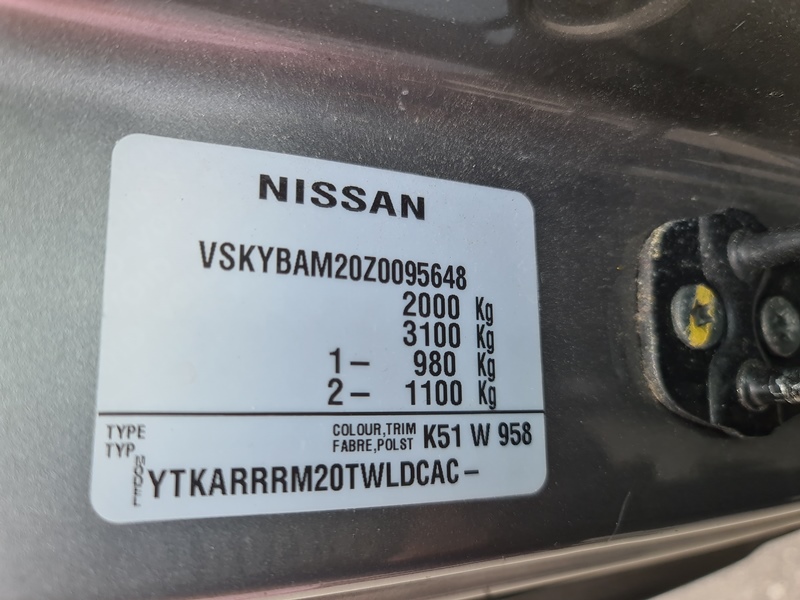 NISSAN
VSKYBAM20Z0095648
2000 Kg
3100 Kg
1- 980 Kg
2- 1100 Kg
TYPE
TYP
COLOUR,TRIM
FABRE,POLST K51 W 958
MODEL YTKARRRM20TWLDCAC-